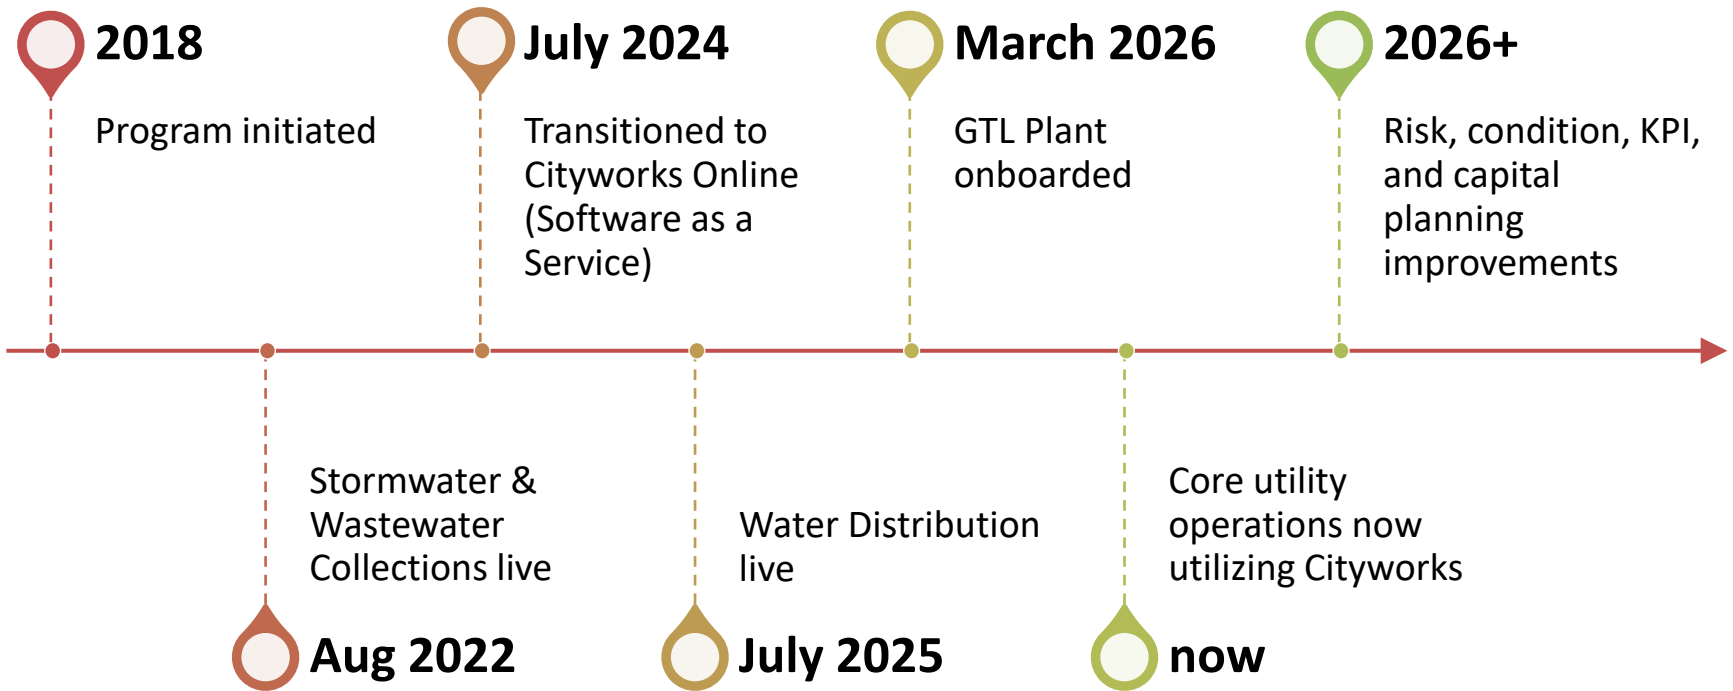 2018
Program initiated
July 2024
Transitioned to
Cityworks Online
(Software as a
Service)
March 2026
GTL Plant
onboarded
2026+
Risk, condition, KPI,
and capital
planning
improvements
Stormwater &
Wastewater
Collections live
Aug 2022
Water Distribution
live
July 2025
Core utility
operations now
utilizing Cityworks
now